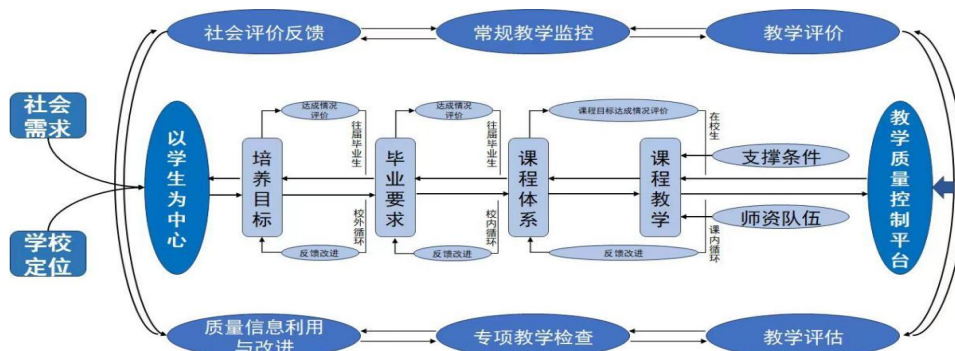 社会评价反馈
常规教学监控
教学评价
社会
需求
学校
定位
以学生为中心
达成情况
评价
往届毕业生
培养目标
校外循环
反馈改进
达成情况
评价
往届毕业生
毕业要求
校内循环
反馈改进
课程目标达成情况评价
在校生
课程体系
课程教学
支撑条件
师资队伍
课内循环
反馈改进
教学质量控制平台
质量信息利用
与改进
专项教学检查
教学评估